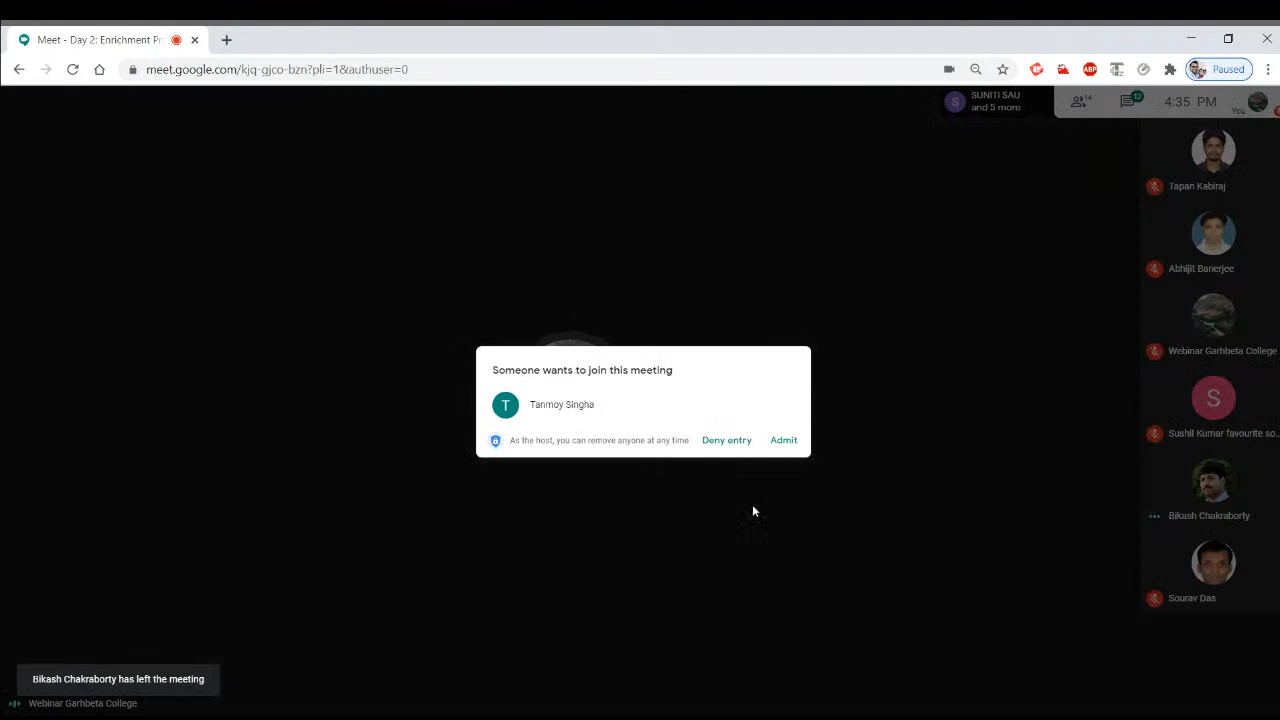 Meet - Day 2: Enrichment Pr
meet.google.com/kjq-gjco-bzn?pli=1&authuser=0
ABP
Paused
S
SUNITI SAU
and 5 more
14
12
4:35 PM
You
Tapan Kabiraj
Abhijit Banerjee
Webinar Garhbeta College
S
Sushil Kumar favourite so...
Bikash Chakraborty
Sourav Das
Someone wants to join this meeting
T
Tanmoy Singha
As the host, you can remove anyone at any time
Deny entry
Admit
Bikash Chakraborty has left the meeting
Webinar Garhbeta College